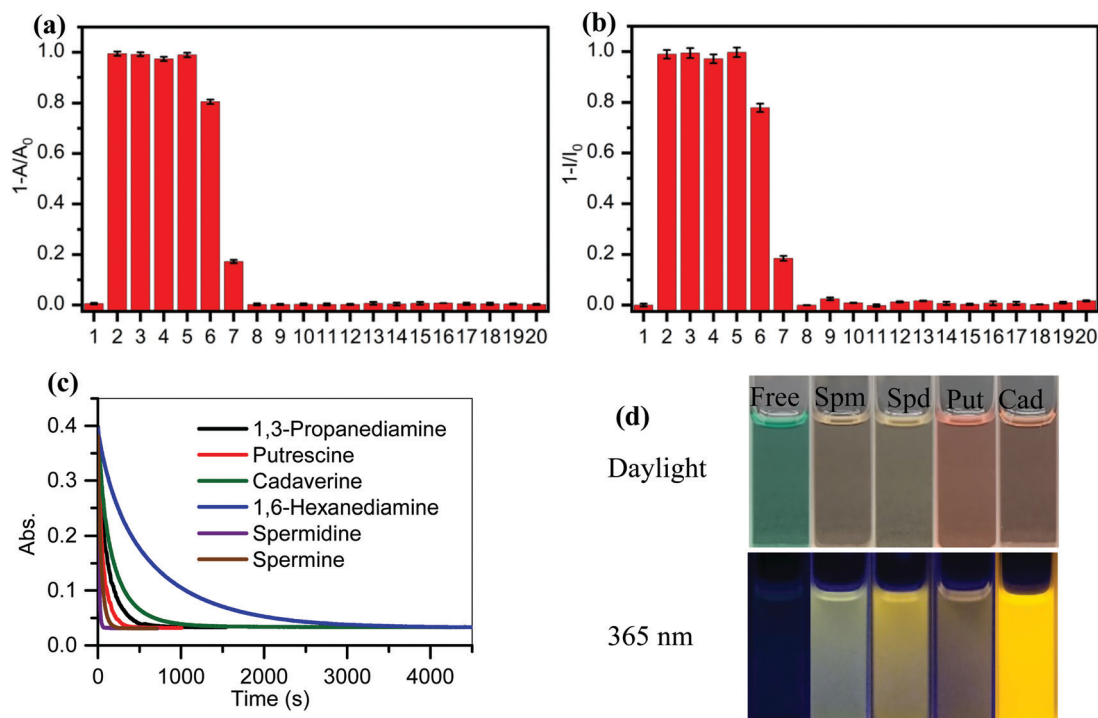 (a)
1-A/A0
1.0
0.8
0.6
0.4
0.2
0.0
1 2 3 4 5 6 7 8 9 10 11 12 13 14 15 16 17 18 19 20
(b)
1-I/I0
1.0
0.8
0.6
0.4
0.2
0.0
1 2 3 4 5 6 7 8 9 10 11 12 13 14 15 16 17 18 19 20
(c)
Abs.
0.4
0.3
0.2
0.1
0.0
1,3-Propanediamine
Putrescine
Cadaverine
1,6-Hexanediamine
Spermidine
Spermine
0 1000 2000 3000 4000
Time (s)
(d)
Free Spm Spd Put Cad
Daylight
365 nm